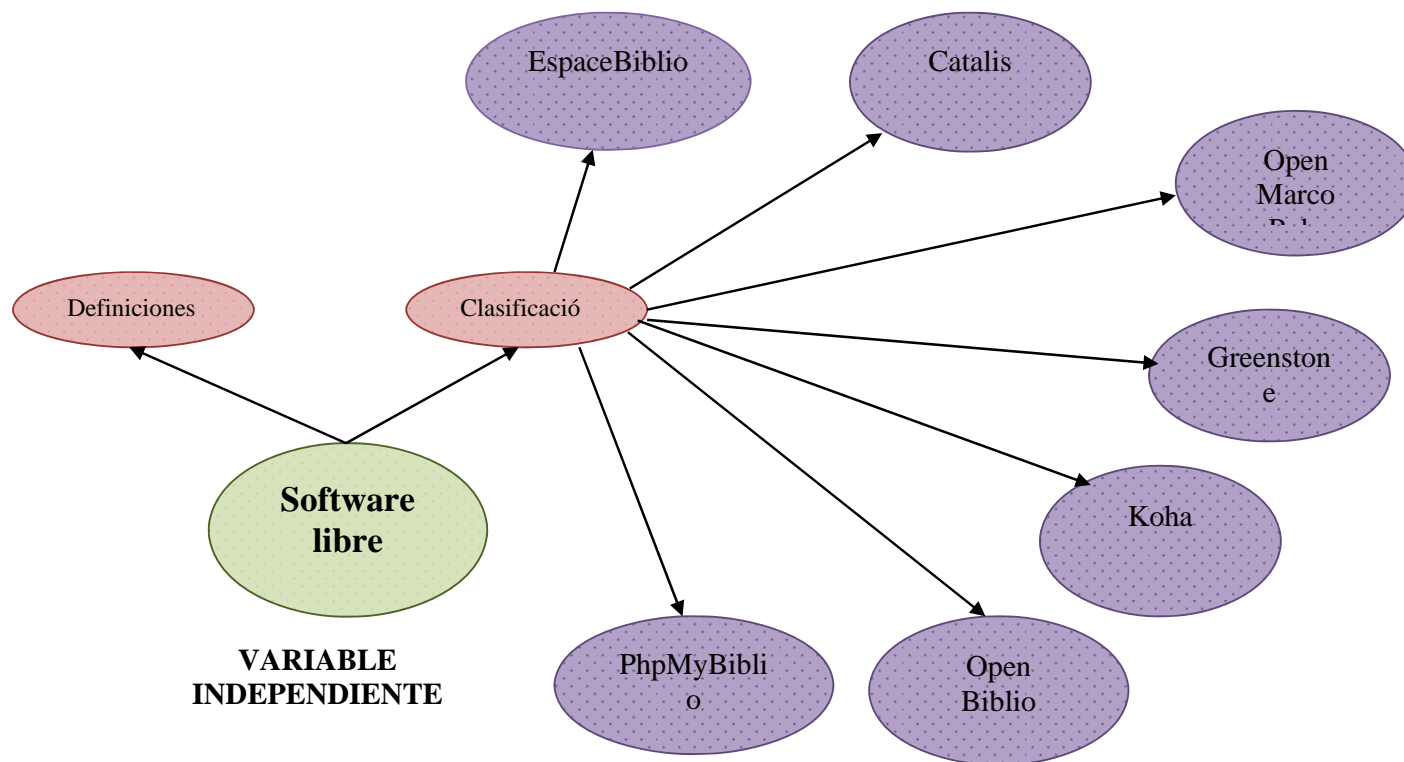 EspaceBiblio
Catalis
Open
Marco
Definiciones
Clasificació
Greenston
e
Software
libre
Koha
VARIABLE
INDEPENDIENTE
PhpMyBibli
o
Open
Biblio